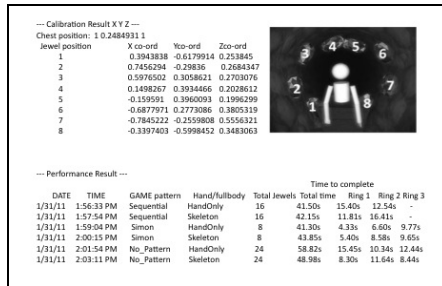 --- Calibration Result X Y Z ---
Chest position: 1 0.2484931 1
Jewel position X co-ord Yco-ord Zco-ord
1 0.3943838 -0.6179914 0.253845
2 0.7456294 -0.29836 0.2684347
3 0.5976502 0.3058621 0.2703076
4 0.1498267 0.3934466 0.2028612
5 -0.159591 0.3960093 0.1996299
6 -0.6877971 0.2773086 0.3805319
7 -0.7845222 -0.2559808 0.5556321
8 -0.3397403 -0.5998452 0.3483063
4 5
3 6
2 7
1 8
--- Performance Result ---
Time to complete
DATE TIME GAME pattern Hand/fullbody Total Jewels Total time Ring 1 Ring 2 Ring 3
1/31/11 1:56:33 PM Sequential HandOnly 16 41.50s 15.40s 12.54s -
1/31/11 1:57:54 PM Sequential Skeleton 16 42.15s 11.81s 16.41s -
1/31/11 1:59:04 PM Simon HandOnly 8 41.30s 4.33s 6.60s 9.77s
1/31/11 2:00:15 PM Simon Skeleton 8 43.85s 5.40s 8.58s 9.65s
1/31/11 2:01:54 PM No_Pattern HandOnly 24 58.82s 15.45s 10.34s 12.44s
1/31/11 2:03:11 PM No_Pattern Skeleton 24 48.98s 8.30s 11.64s 8.44s